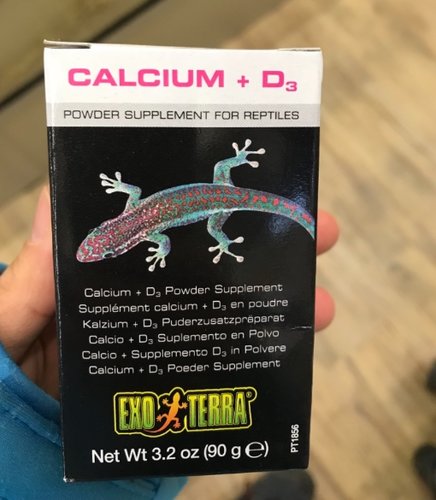 CALCIUM + D₃
POWDER SUPPLEMENT FOR REPTILES
Calcium + D₃ Powder Supplement
Supplément calcium + D₃ en poudre
Kalzium + D₃ Puderzusatzpräparat
Calcio + D₃ Suplemento en Polvo
Calcio + Supplemento D₃ in Polvere
Calcium + D₃ Poeder Supplement
EXO TERRA®
Net Wt 3.2 oz (90 g ℮)
PT1856